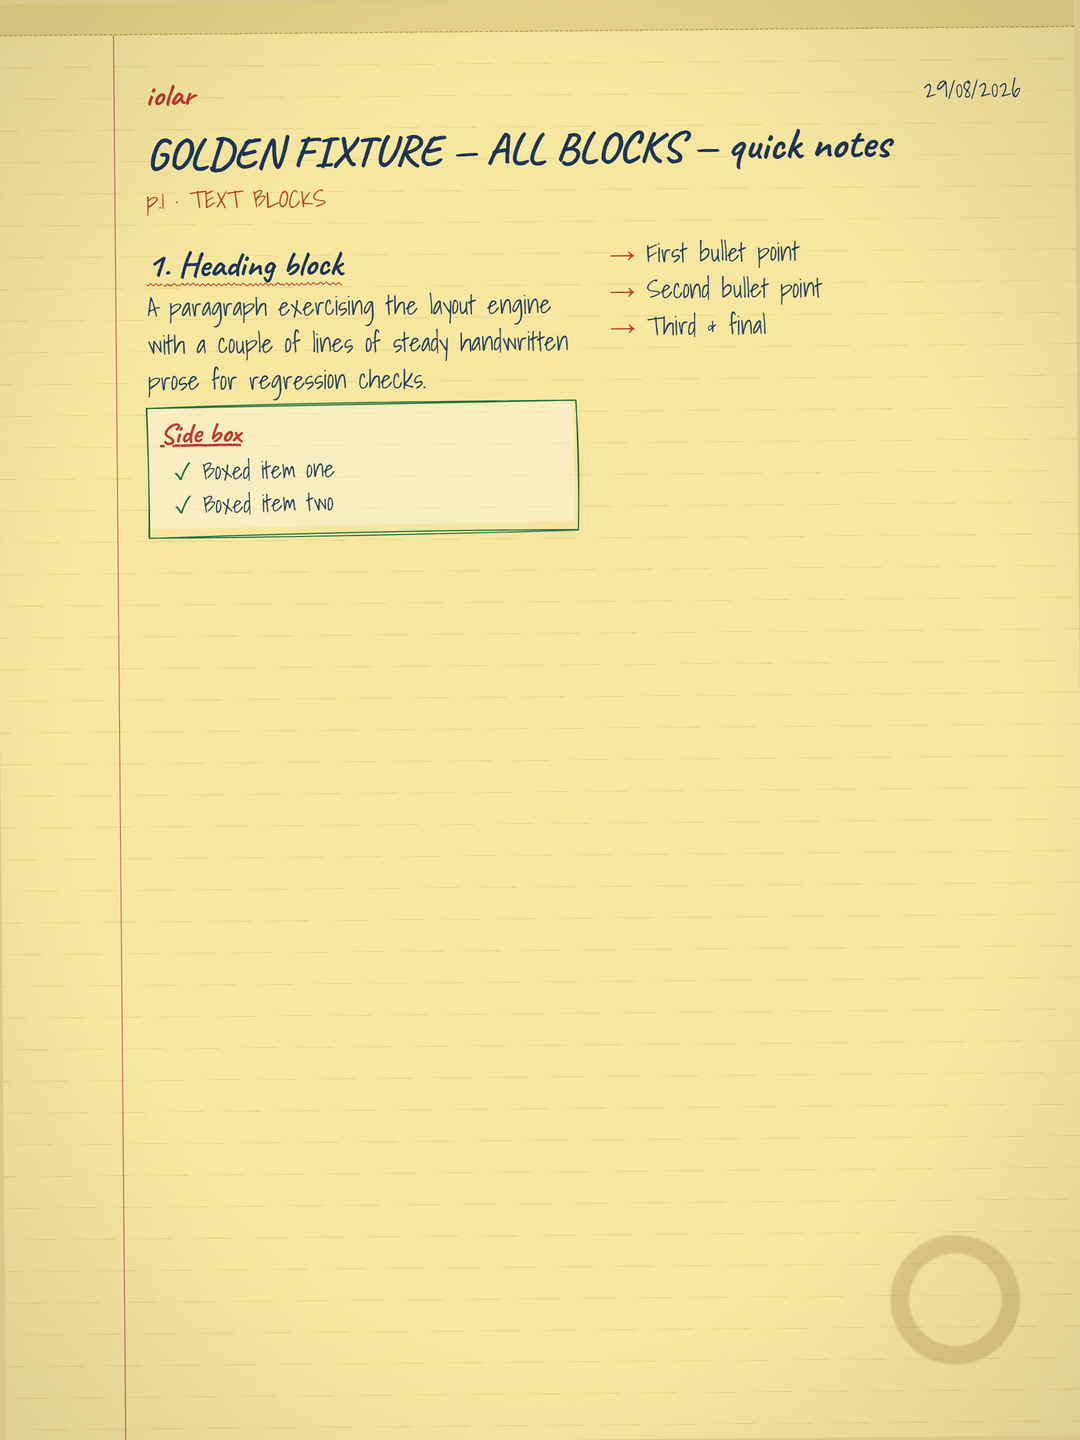 iolar
29/08/2026
GOLDEN FIXTURE – ALL BLOCKS – quick notes
p.1 · TEXT BLOCKS
1. Heading block
A paragraph exercising the layout engine
with a couple of lines of steady handwritten
prose for regression checks.
Side box
✓ Boxed item one
✓ Boxed item two
→ First bullet point
→ Second bullet point
→ Third & final